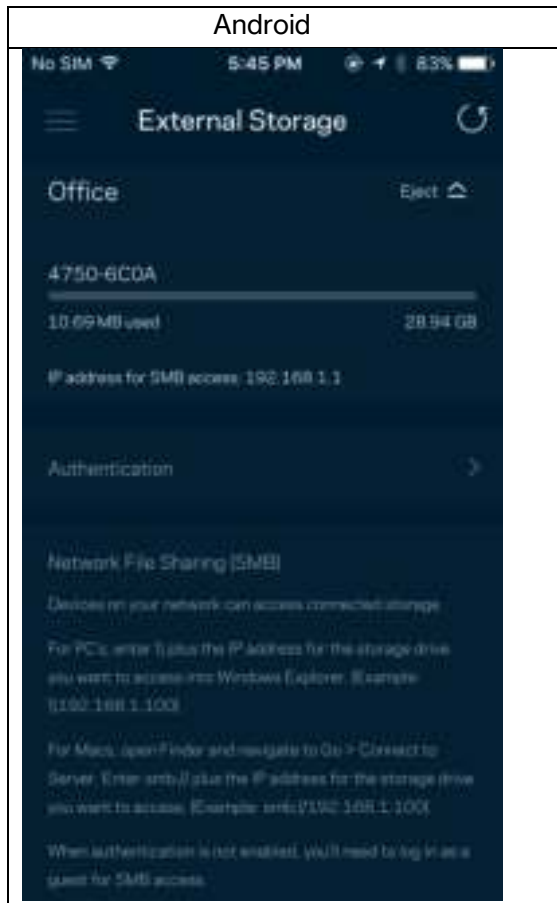 Android
No SIM 5:45 PM 83%
External Storage
Office Eject
4750-6C0A
10.69 MB used 28.94 GB
IP address for SMB access: 192.168.1.1
Authentication
Network File Sharing (SMB)
Devices on your network can access connected storage
For PCs, enter \\ plus the IP address for the storage drive
you want to access into Windows Explorer. (Example:
\\192.168.1.100)
For Macs, open Finder and navigate to Go > Connect to
Server. Enter smb:// plus the IP address for the storage drive
you want to access. (Example: smb://192.168.1.100)
When authentication is not enabled, you'll need to log in as a
guest for SMB access.